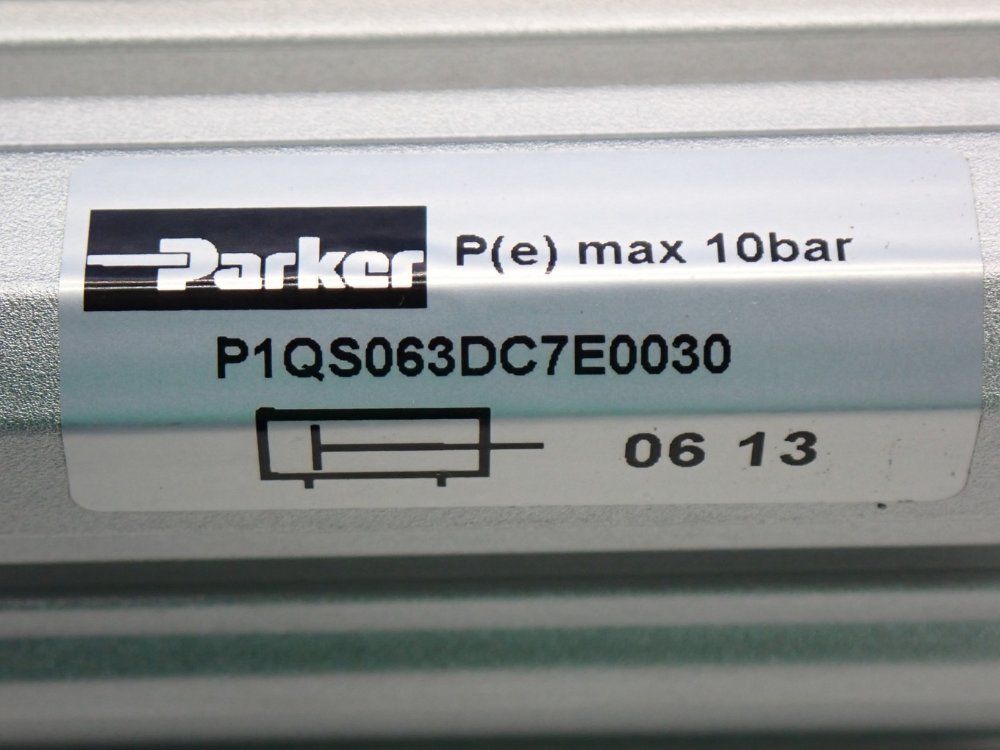 Parker P(e) max 10bar
P1QS063DC7E0030
06 13